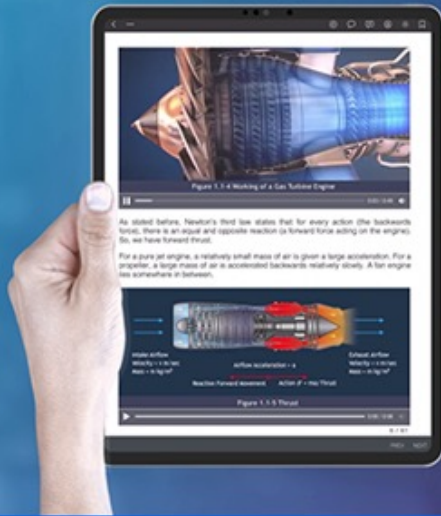 Figure 1.1-4 Working of a Gas Turbine Engine
As stated before, Newton's third law states that for every action (the backwards
force), there is an equal and opposite reaction (a forward force acting on the engine).
So, we have forward thrust.
For a pure jet engine, a relatively small mass of air is given a large acceleration. For a
propeller, a large mass of air is accelerated backwards relatively slowly. A fan engine
lies somewhere in between.
Intake Airflow
Exhaust Airflow
Airflow Acceleration = a
Reaction Forward Movement
Figure 1.1-5 Thrust
PREV NEXT